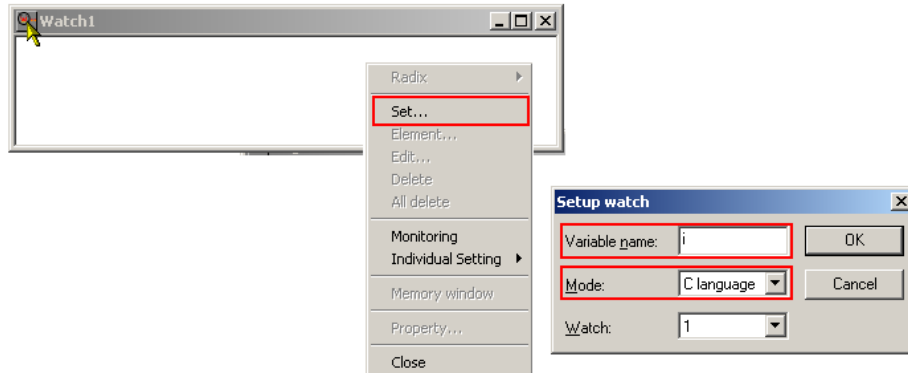 Watch1
Radix
Set...
Element...
Edit...
Delete
All delete
Monitoring
Individual Setting
Memory window
Property...
Close
Setup watch
Variable name: i OK
Mode: C language Cancel
Watch: 1